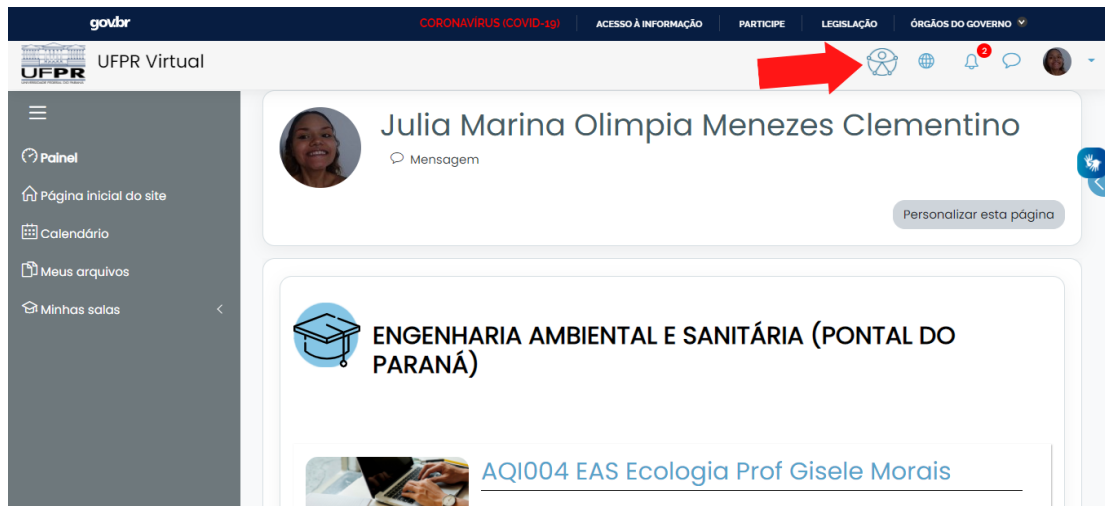 gov.br CORONAVÍRUS (COVID-19) ACESSO À INFORMAÇÃO PARTICIPE LEGISLAÇÃO ÓRGÃOS DO GOVERNO
UFPR UFPR Virtual 2
Julia Marina Olimpia Menezes Clementino
Mensagem
Painel
Página inicial do site
Personalizar esta página
Calendário
Meus arquivos
Minhas salas
ENGENHARIA AMBIENTAL E SANITÁRIA (PONTAL DO
PARANÁ)
AQI004 EAS Ecologia Prof Gisele Morais